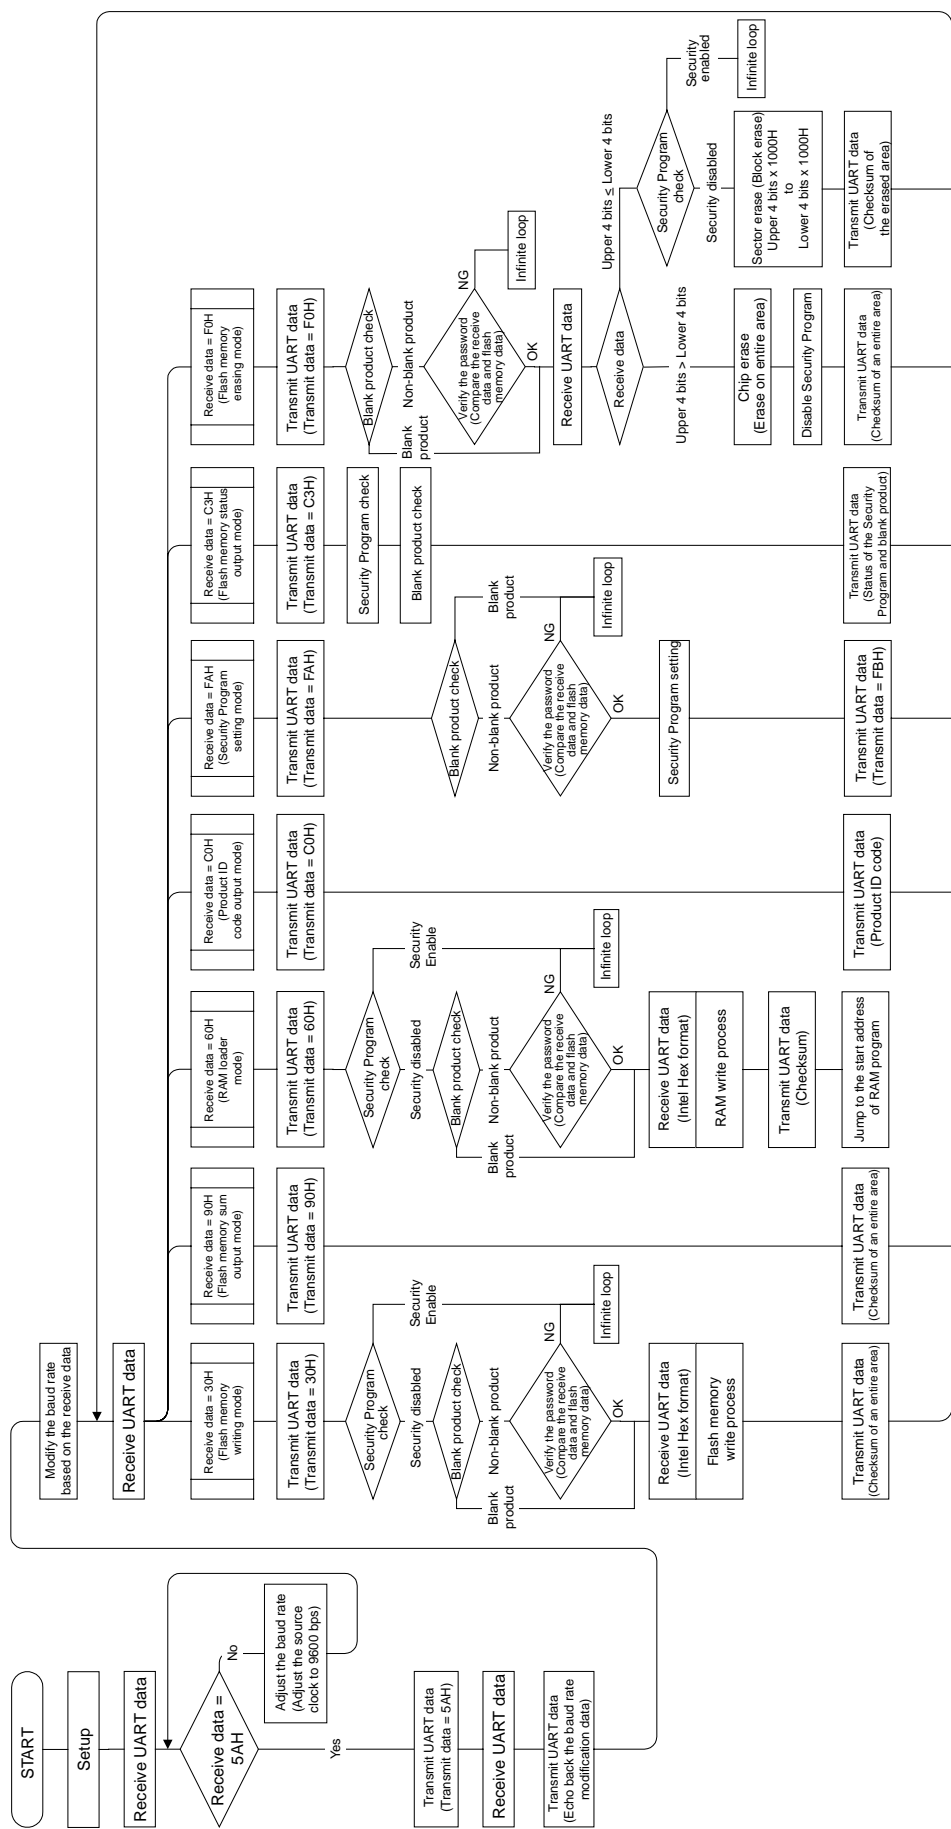 START
Setup
Receive UART data
Receive data =
5AH
No
Adjust the baud rate
(Adjust the source
clock to 9600 bps)
Yes
Transmit UART data
(Transmit data = 5AH)
Receive UART data
Transmit UART data
(Echo back the baud rate
modification data)
Modify the baud rate
based on the receive data
Receive UART data
Receive data = 30H
(Flash memory
writing mode)
Transmit UART data
(Transmit data = 30H)
Security Program
check
Security
Enable
Security disabled
Blank product check
Blank
product
Non-blank product
Verify the password
(Compare the receive
data and flash
memory data)
NG
Infinite loop
OK
Receive UART data
(Intel Hex format)
Flash memory
write process
Transmit UART data
(Checksum of an entire area)
Receive data = 90H
(Flash memory sum
output mode)
Transmit UART data
(Transmit data = 90H)
Transmit UART data
(Checksum of an entire area)
Receive data = 60H
(RAM loader
mode)
Transmit UART data
(Transmit data = 60H)
Security Program
check
Security
Enable
Security disabled
Blank product check
Blank
product
Non-blank product
Verify the password
(Compare the receive
data and flash
memory data)
NG
Infinite loop
OK
Receive UART data
(Intel Hex format)
RAM write process
Transmit UART data
(Checksum)
Jump to the start address
of RAM program
Receive data = C0H
(Product ID
code output mode)
Transmit UART data
(Transmit data = C0H)
Transmit UART data
(Product ID code)
Receive data = FAH
(Security Program
setting mode)
Transmit UART data
(Transmit data = FAH)
Blank product check
Blank
product
Non-blank product
Verify the password
(Compare the receive
data and flash
memory data)
NG
Infinite loop
OK
Security Program setting
Transmit UART data
(Transmit data = FBH)
Receive data = C3H
(Flash memory status
output mode)
Transmit UART data
(Transmit data = C3H)
Security Program check
Blank product check
Transmit UART data
(Status of the Security
Program and blank product)
Receive data = F0H
(Flash memory
erasing mode)
Transmit UART data
(Transmit data = F0H)
Blank product check
Blank
product
Non-blank product
Verify the password
(Compare the receive
data and flash
memory data)
NG
Infinite loop
OK
Receive UART data
Receive data
Upper 4 bits > Lower 4 bits
Chip erase
(Erase on entire area)
Disable Security Program
Transmit UART data
(Checksum of an entire area)
Upper 4 bits ≤ Lower 4 bits
Security Program
check
Security
enabled
Infinite loop
Security disabled
Sector erase (Block erase)
Upper 4 bits x 1000H
to
Lower 4 bits x 1000H
Transmit UART data
(Checksum of
the erased area)